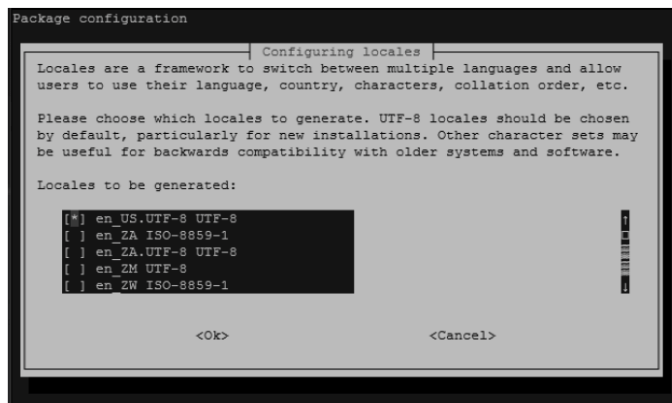 Package configuration
Configuring locales
Locales are a framework to switch between multiple languages and allow
users to use their language, country, characters, collation order, etc.
Please choose which locales to generate. UTF-8 locales should be chosen
by default, particularly for new installations. Other character sets may
be useful for backwards compatibility with older systems and software.
Locales to be generated:
[*] en_US.UTF-8 UTF-8
[ ] en_ZA ISO-8859-1
[ ] en_ZA.UTF-8 UTF-8
[ ] en_ZM UTF-8
[ ] en_ZW ISO-8859-1
<Ok> <Cancel>